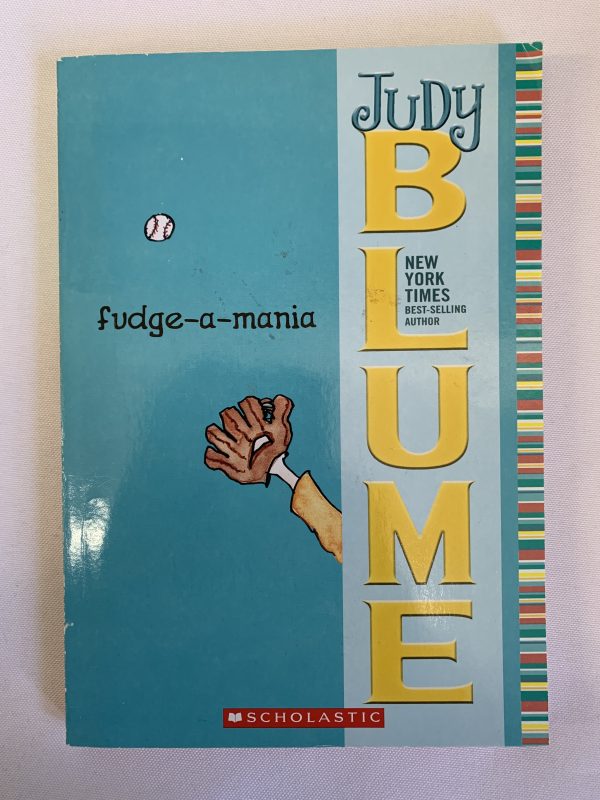 JUDY
BLUME
NEW
YORK
TIMES
BEST-SELLING
AUTHOR
fudge-a-mania
SCHOLASTIC